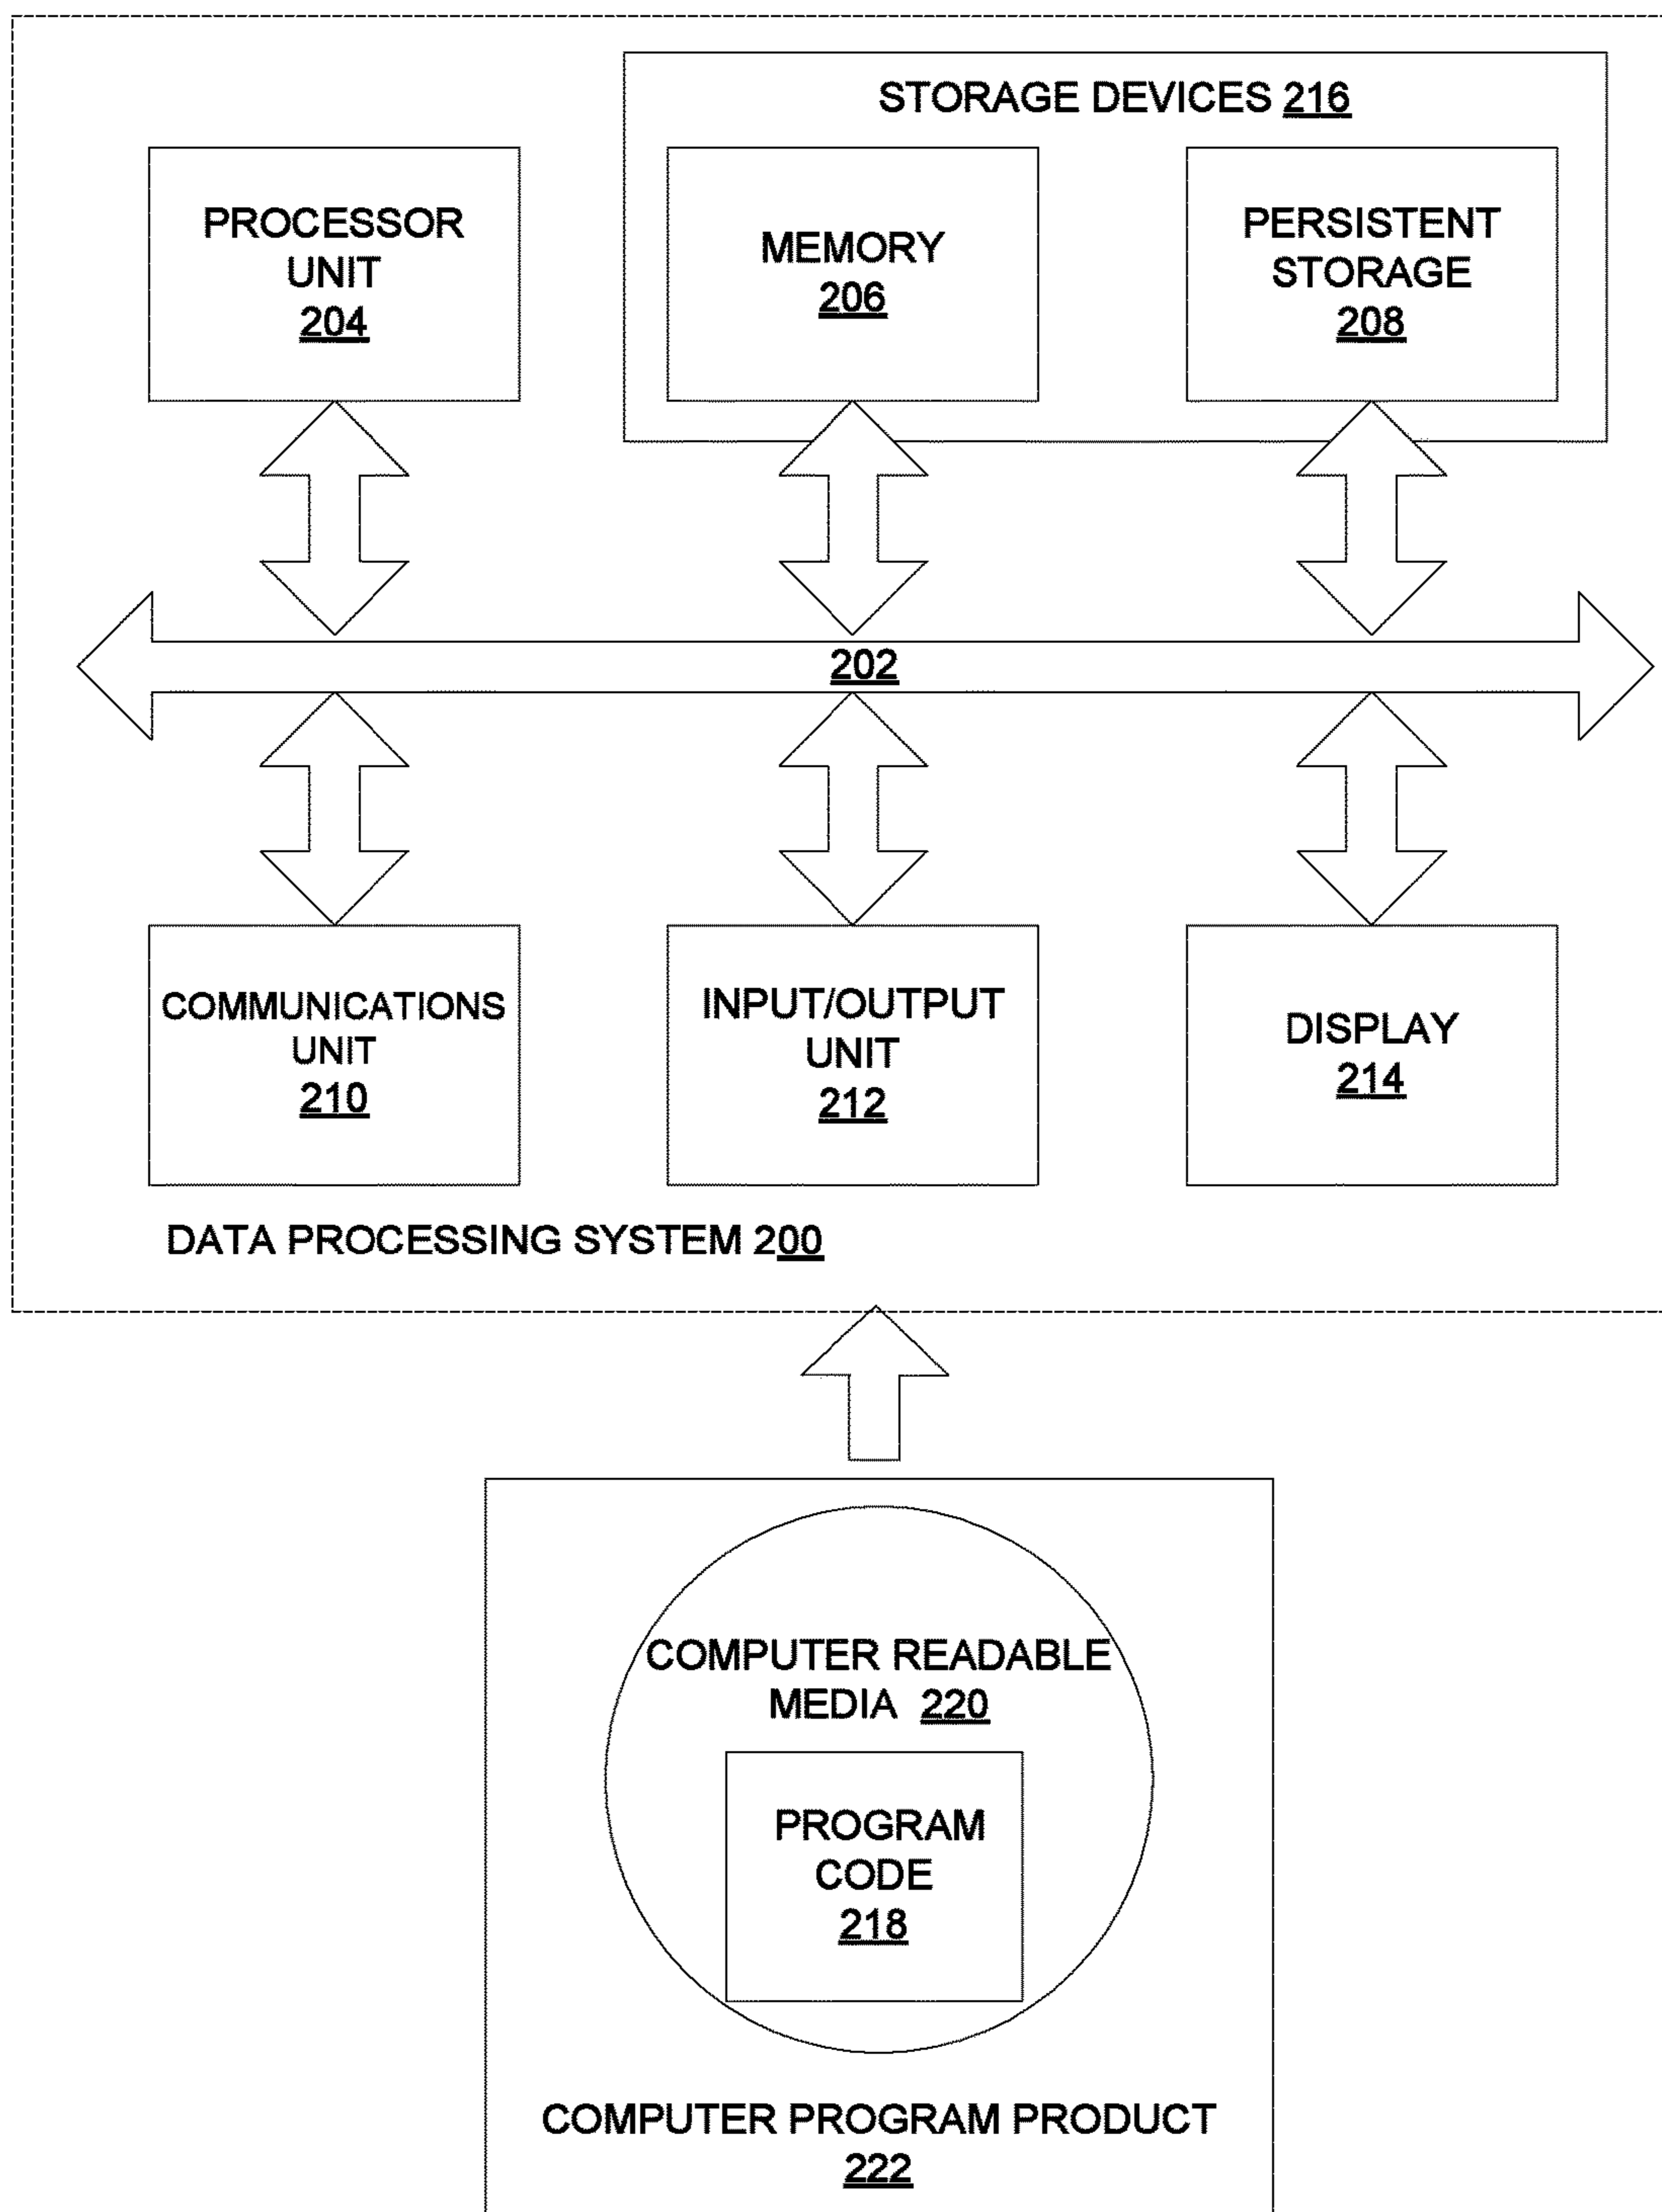 STORAGE DEVICES 216
PROCESSOR
UNIT
204
MEMORY
206
PERSISTENT
STORAGE
208
202
COMMUNICATIONS
UNIT
210
INPUT/OUTPUT
UNIT
212
DISPLAY
214
DATA PROCESSING SYSTEM 200
COMPUTER READABLE
MEDIA 220
PROGRAM
CODE
218
COMPUTER PROGRAM PRODUCT
222